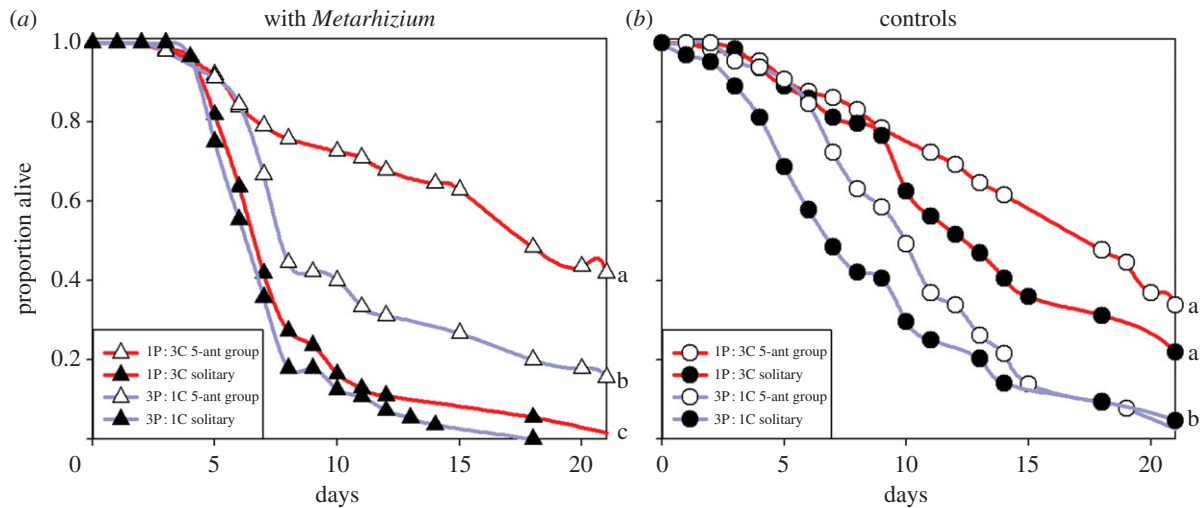 (a) with Metarhizium
1.0
0.8
0.6
0.4
0.2
0 5 10 15 20
proportion alive
days
1P : 3C 5-ant group
1P : 3C solitary
3P : 1C 5-ant group
3P : 1C solitary
a
b
c
(b) controls
0 5 10 15 20
days
1P : 3C 5-ant group
1P : 3C solitary
3P : 1C 5-ant group
3P : 1C solitary
a
a
b